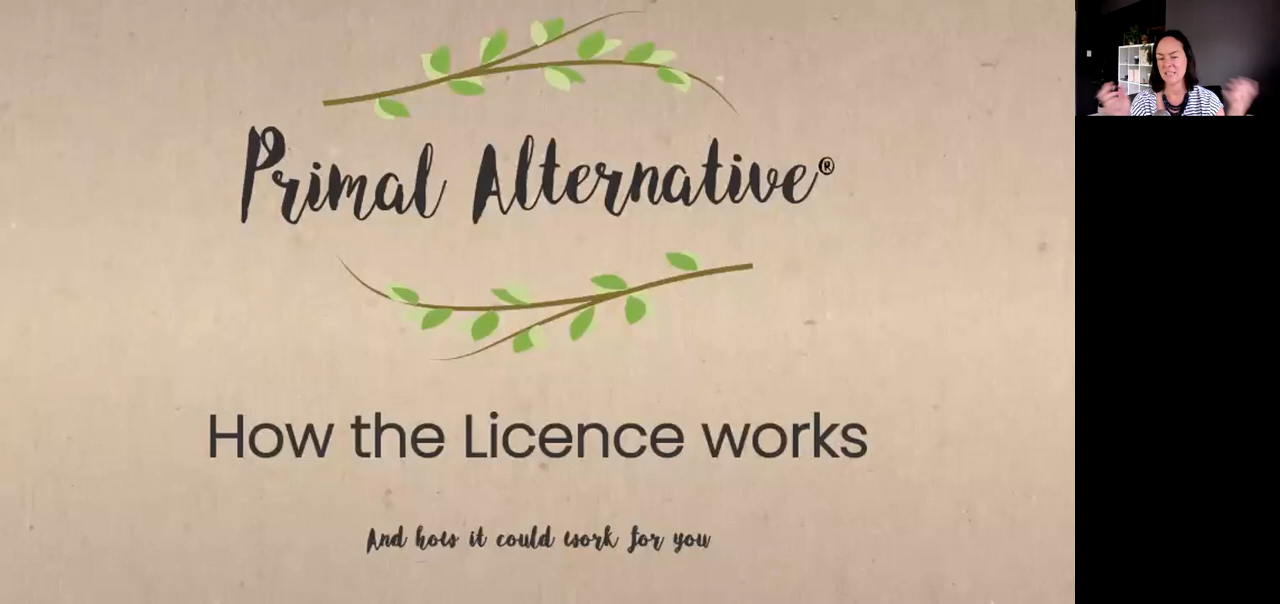 Primal Alternative®
How the Licence works
And how it could work for you